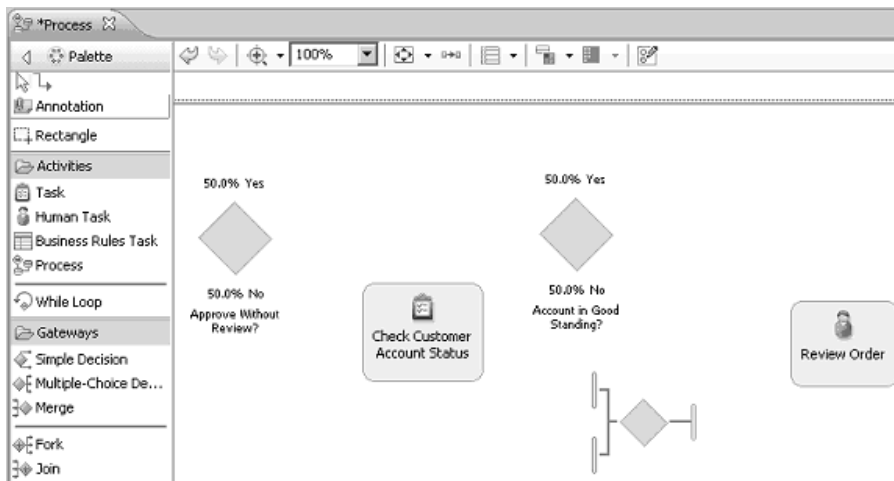 *Process
Palette
100%
Annotation
Rectangle
Activities
Task
Human Task
Business Rules Task
Process
While Loop
Gateways
Simple Decision
Multiple-Choice De...
Merge
Fork
Join
50.0% Yes
50.0% No
Approve Without
Review?
Check Customer
Account Status
50.0% Yes
50.0% No
Account in Good
Standing?
Review Order